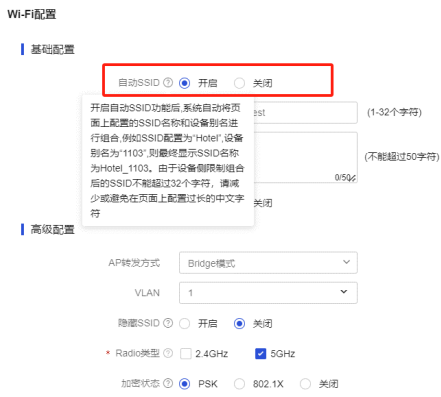 Wi-Fi配置
基础配置
自动SSID ? 开启 关闭
开启自动SSID功能后,系统自动将页
面上配置的SSID名称和设备别名进
行组合,例如SSID配置为“Hotel”,设备
别名为“1103”,则最终显示SSID名称
为Hotel_1103。由于设备侧限制组合
后的SSID不能超过32个字符，请减
少或避免在页面上配置过长的中文字
符
est (1-32个字符)
(不能超过50字符)
0/50
关闭
高级配置
AP转发方式 Bridge模式
VLAN 1
隐藏SSID ? 开启 关闭
* Radio类型 ? 2.4GHz 5GHz
加密状态 ? PSK 802.1X 关闭